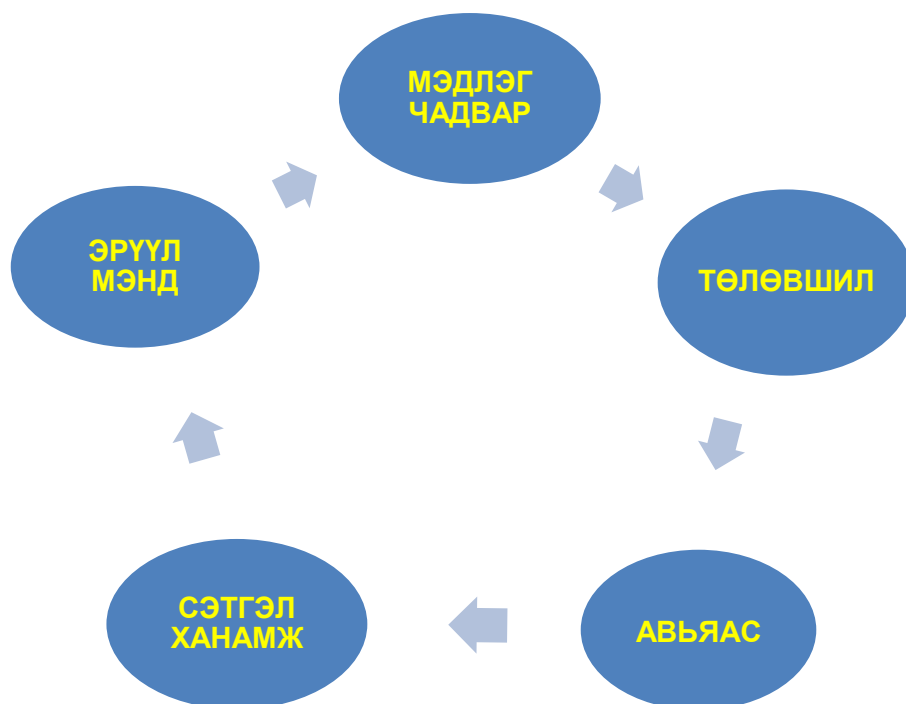 МЭДЛЭГ
ЧАДВАР
ТӨЛӨВШИЛ
АВЬЯАС
СЭТГЭЛ
ХАНАМЖ
ЭРҮҮЛ
МЭНД